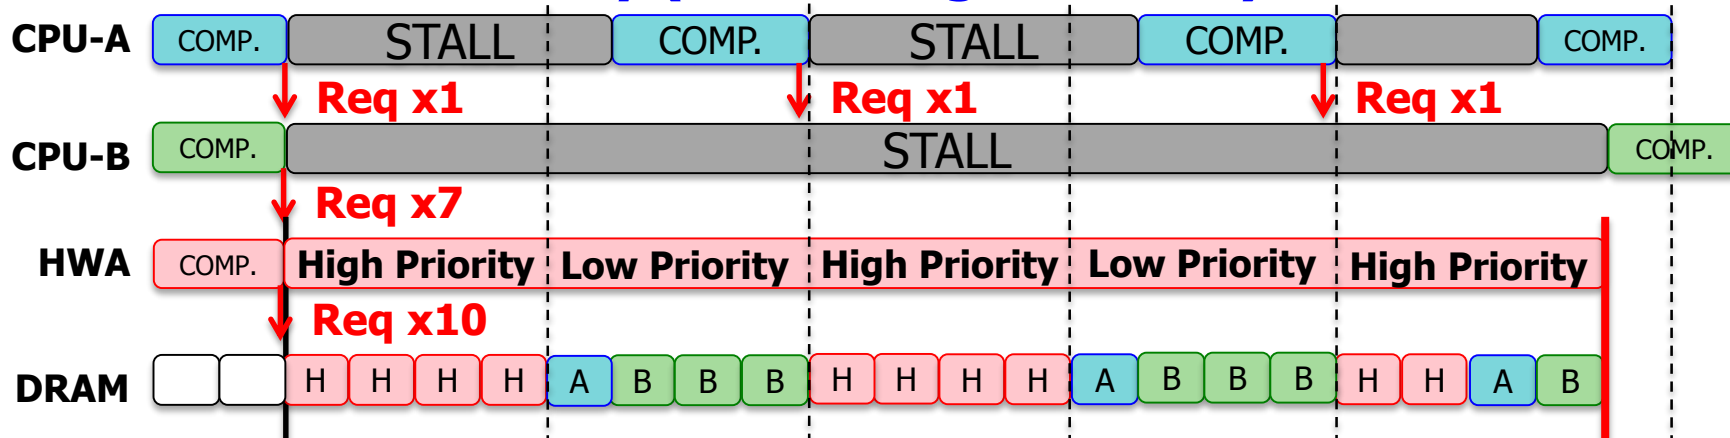 CPU-A COMP. STALL COMP. STALL COMP. COMP.
Req x1 Req x1 Req x1
CPU-B COMP. STALL COMP.
Req x7
HWA COMP. High Priority Low Priority High Priority Low Priority High Priority
Req x10
DRAM H H H H A B B B H H H H A B B B H H A B